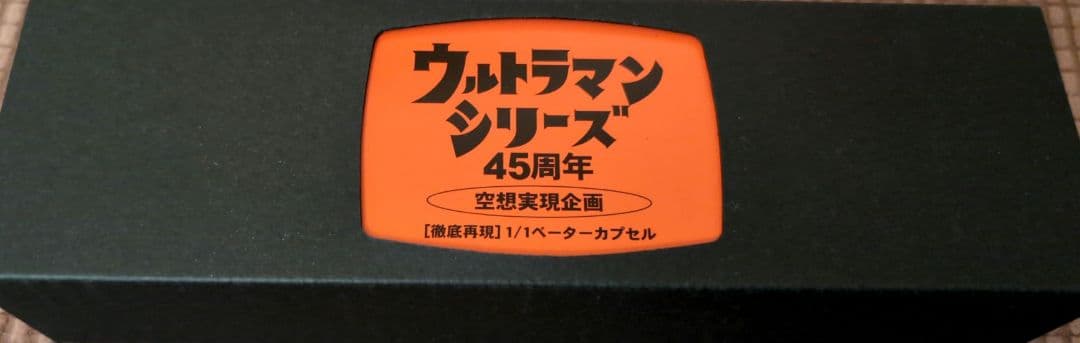 ウルトラマン
シリーズ
45周年
空想実現企画
[徹底再現]1/1ベーターカプセル